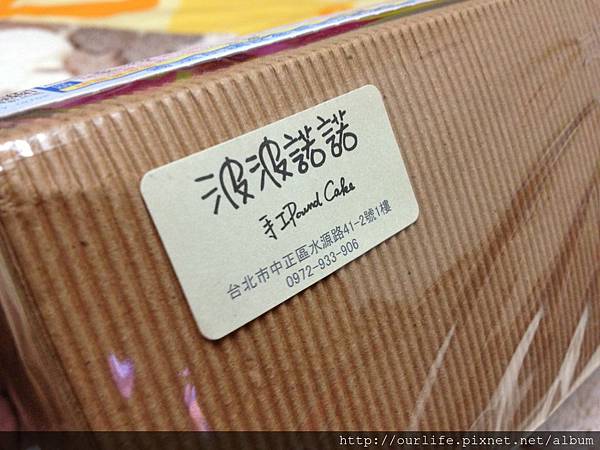 波波諾諾
手工Pound Cake
台北市中正區水源路41-2號1樓
0972-933-906
http://ourlife.pixnet.net/album